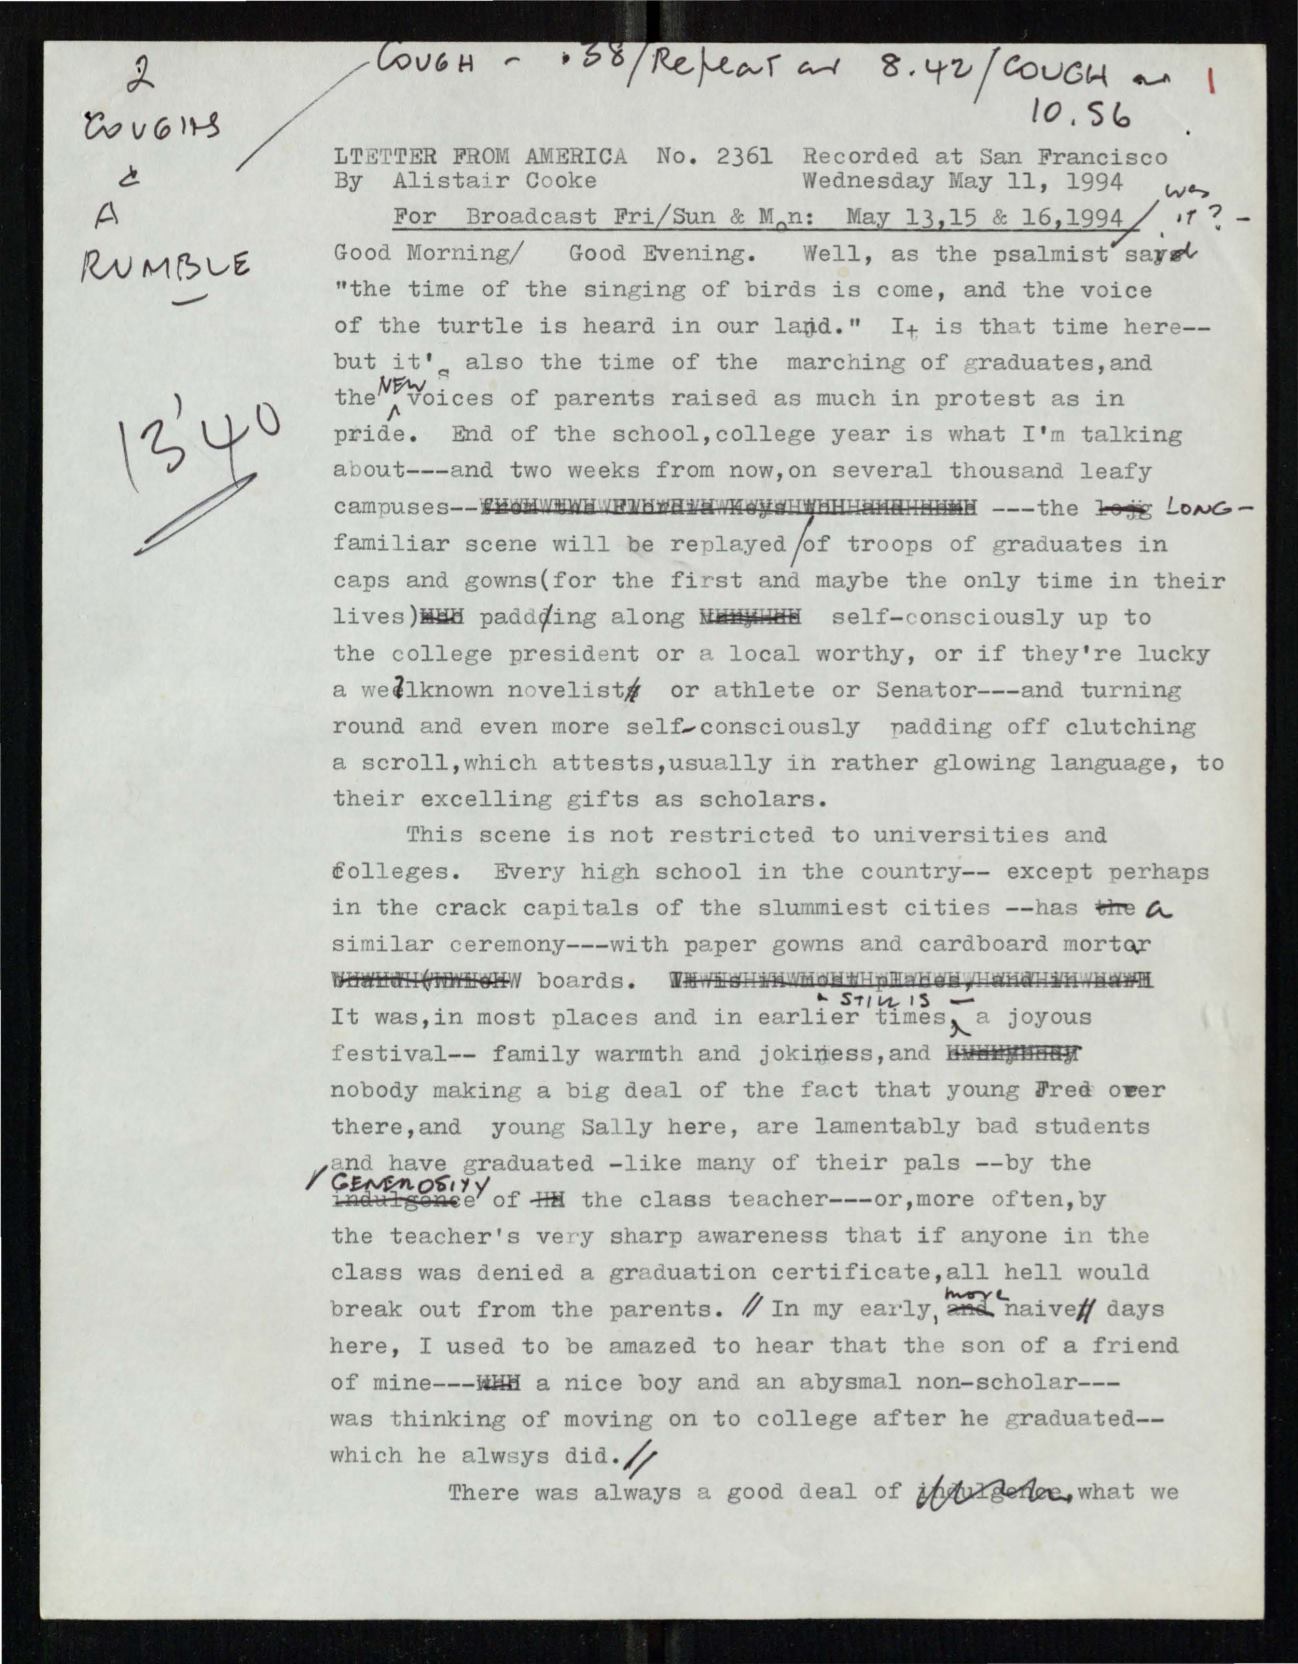 COUGH - .38/Repeat at 8.42/COUGH at 1
10.56
2
COUGHS
&
A
RUMBLE
13'40
LTETTER FROM AMERICA No. 2361 Recorded at San Francisco
By Alistair Cooke Wednesday May 11, 1994
was
For Broadcast Fri/Sun & Mon: May 13,15 & 16,1994 / it? -
Good Morning/ Good Evening. Well, as the psalmist said
"the time of the singing of birds is come, and the voice
of the turtle is heard in our land." It is that time here--
but it's also the time of the marching of graduates,and
the NEW voices of parents raised as much in protest as in
pride. End of the school,college year is what I'm talking
about---and two weeks from now,on several thousand leafy
campuses-- ---the LONG-
familiar scene will be replayed/of troops of graduates in
caps and gowns(for the first and maybe the only time in their
lives) padding along self-consciously up to
the college president or a local worthy, or if they're lucky
a wellknown novelist or athlete or Senator---and turning
round and even more self-consciously padding off clutching
a scroll,which attests,usually in rather glowing language, to
their excelling gifts as scholars.
This scene is not restricted to universities and
colleges. Every high school in the country-- except perhaps
in the crack capitals of the slummiest cities --has the a
similar ceremony---with paper gowns and cardboard mortar
boards.
STILL IS -
It was,in most places and in earlier times, a joyous
festival-- family warmth and jokiness,and
nobody making a big deal of the fact that young Fred over
there,and young Sally here, are lamentably bad students
and have graduated -like many of their pals --by the
GENEROSITY
indulgence of the class teacher---or,more often,by
the teacher's very sharp awareness that if anyone in the
class was denied a graduation certificate,all hell would
more
break out from the parents. // In my early, and naive days
here, I used to be amazed to hear that the son of a friend
of mine--- a nice boy and an abysmal non-scholar---
was thinking of moving on to college after he graduated--
which he alwsys did.//
There was always a good deal of indulgence,what we